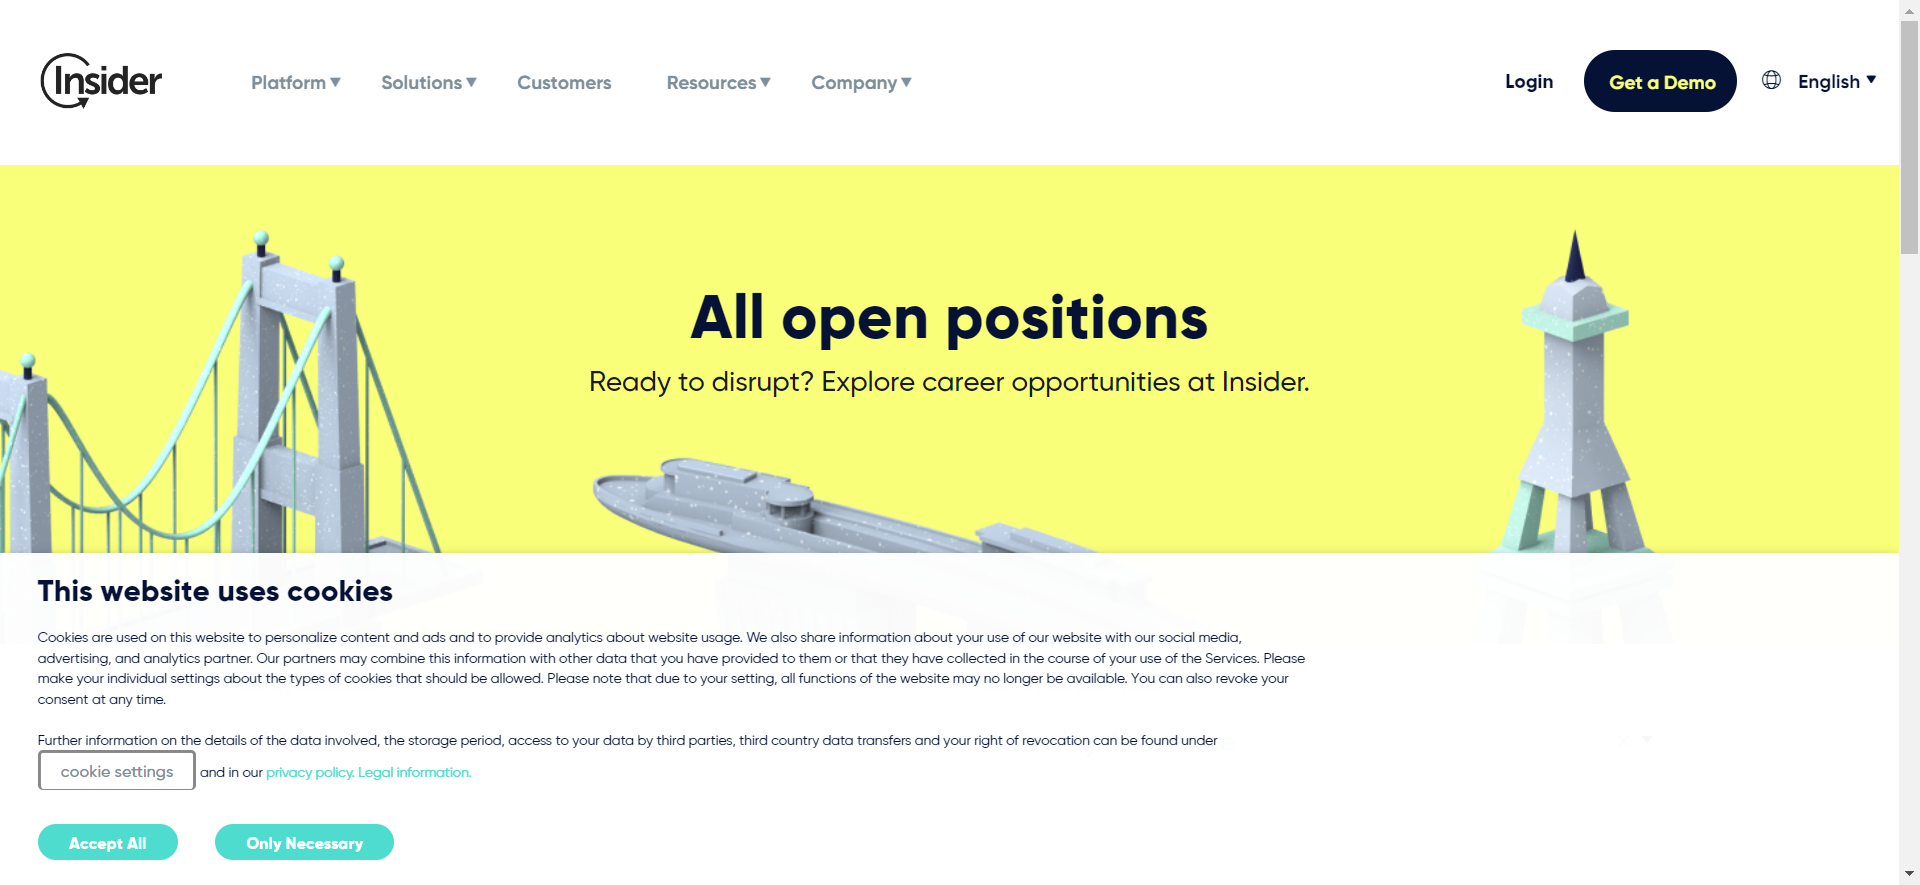 Insider
Platform
Solutions
Customers
Resources
Company
Login
Get a Demo
English
All open positions
Ready to disrupt? Explore career opportunities at Insider.
This website uses cookies
Cookies are used on this website to personalize content and ads and to provide analytics about website usage. We also share information about your use of our website with our social media,
advertising, and analytics partner. Our partners may combine this information with other data that you have provided to them or that they have collected in the course of your use of the Services. Please
make your individual settings about the types of cookies that should be allowed. Please note that due to your setting, all functions of the website may no longer be available. You can also revoke your
consent at any time.
Further information on the details of the data involved, the storage period, access to your data by third parties, third country data transfers and your right of revocation can be found under
cookie settings and in our privacy policy. Legal information.
Accept All
Only Necessary